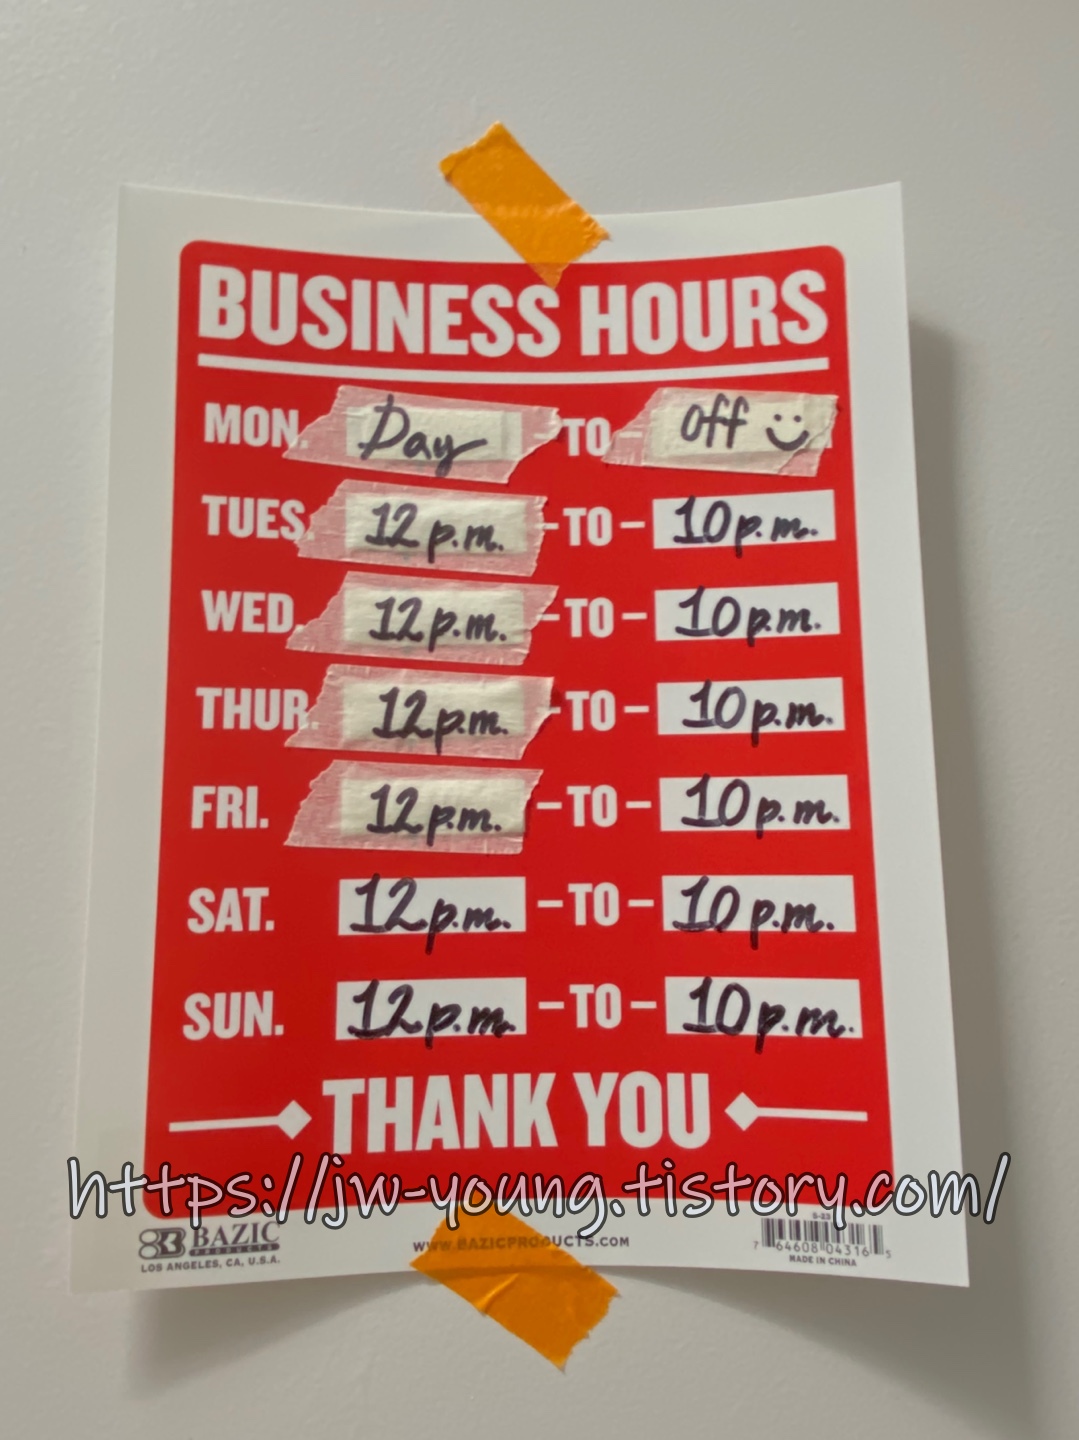 BUSINESS HOURS
MON. Day -TO- Off
TUES. 12 p.m. -TO- 10 p.m.
WED. 12 p.m. -TO- 10 p.m.
THUR. 12 p.m. -TO- 10 p.m.
FRI. 12 p.m. -TO- 10 p.m.
SAT. 12 p.m. -TO- 10 p.m.
SUN. 12 p.m. -TO- 10 p.m.
THANK YOU
https://jw-young.tistory.com/
BAZIC
PRODUCTS
LOS ANGELES, CA, U.S.A.
WWW.BAZICPRODUCTS.COM
S-23
7 64608 04316 5
MADE IN CHINA